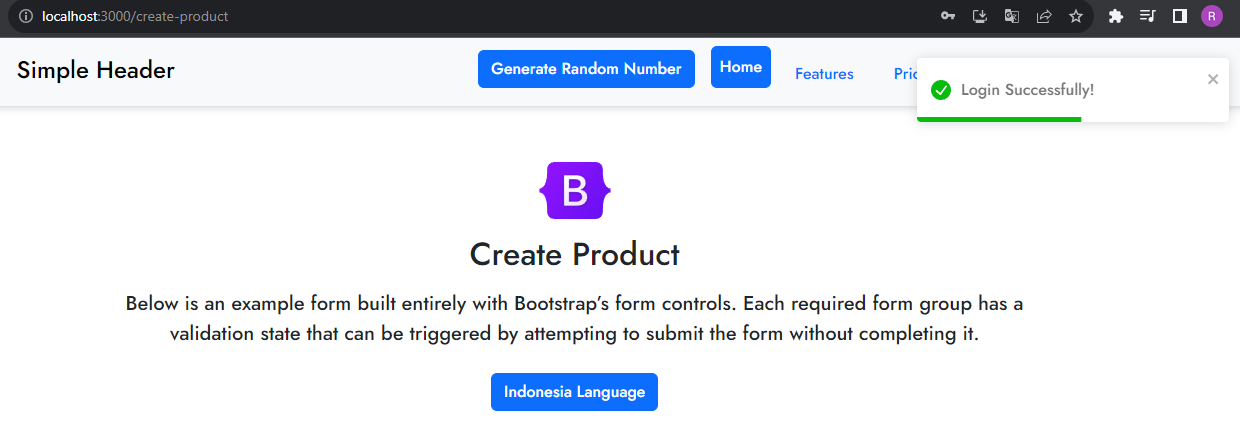 localhost:3000/create-product
R
Simple Header
Generate Random Number
Home
Features
Login Successfully!
B
Create Product
Below is an example form built entirely with Bootstrap’s form controls. Each required form group has a
validation state that can be triggered by attempting to submit the form without completing it.
Indonesia Language